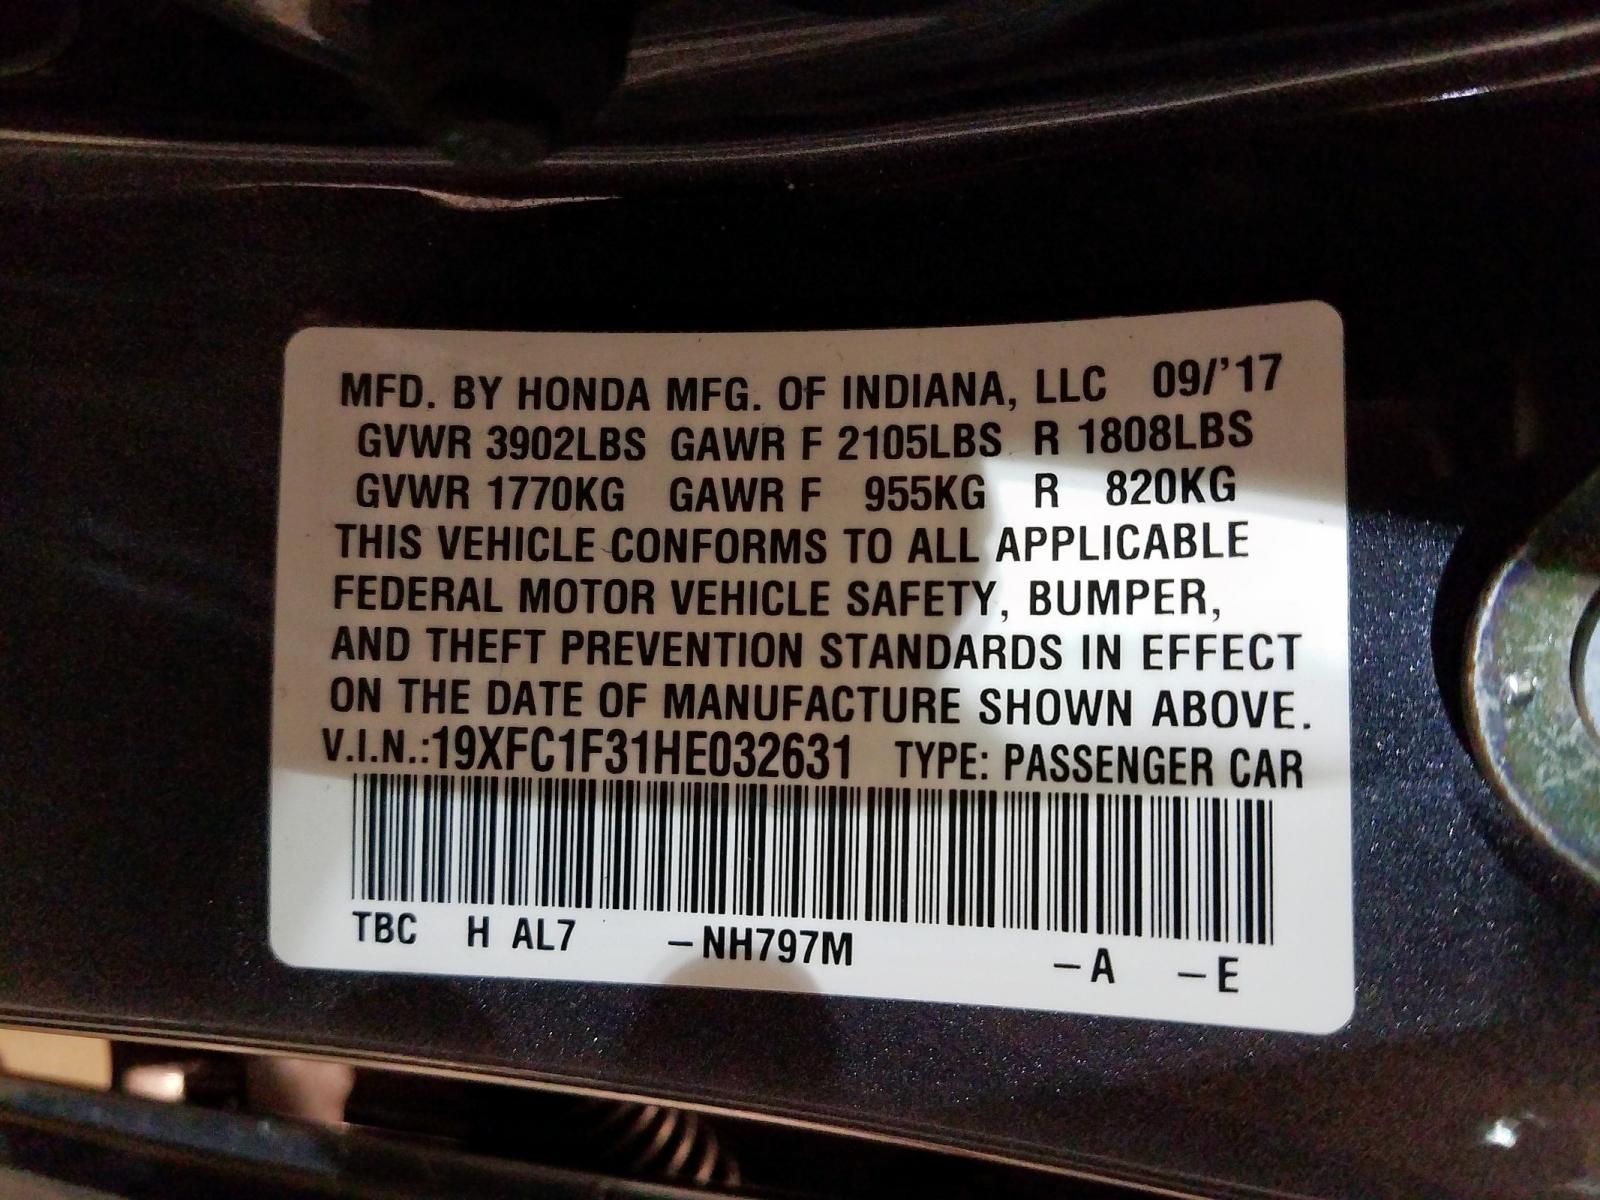 MFD. BY HONDA MFG. OF INDIANA, LLC 09/'17
GVWR 3902LBS GAWR F 2105LBS R 1808LBS
GVWR 1770KG GAWR F 955KG R 820KG
THIS VEHICLE CONFORMS TO ALL APPLICABLE
FEDERAL MOTOR VEHICLE SAFETY, BUMPER,
AND THEFT PREVENTION STANDARDS IN EFFECT
ON THE DATE OF MANUFACTURE SHOWN ABOVE.
V.I.N.:19XFC1F31HE032631 TYPE: PASSENGER CAR
TBC H AL7 –NH797M –A –E